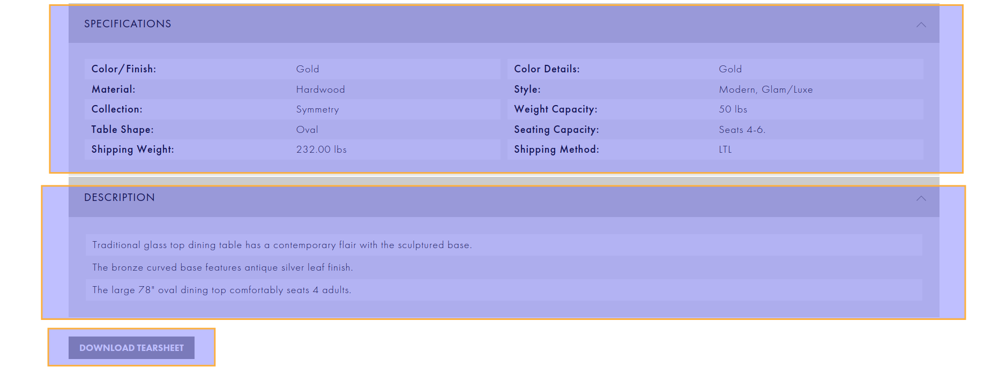 SPECIFICATIONS
Color/Finish: Gold Color Details: Gold
Material: Hardwood Style: Modern, Glam/Luxe
Collection: Symmetry Weight Capacity: 50 lbs
Table Shape: Oval Seating Capacity: Seats 4-6.
Shipping Weight: 232.00 lbs Shipping Method: LTL
DESCRIPTION
Traditional glass top dining table has a contemporary flair with the sculptured base.
The bronze curved base features antique silver leaf finish.
The large 78" oval dining top comfortably seats 4 adults.
DOWNLOAD TEARSHEET